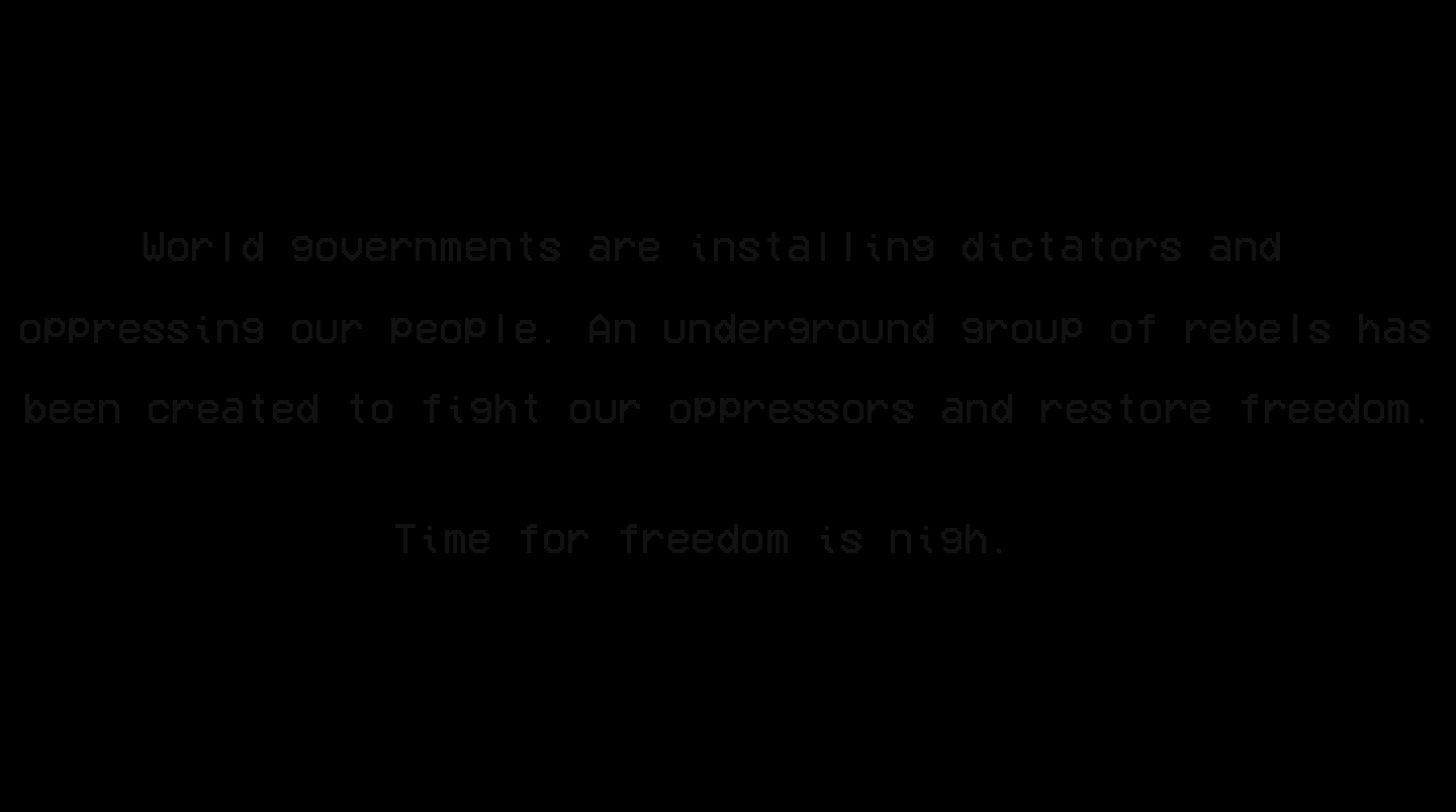 World governments are installing dictators and
oppressing our people. An underground group of rebels has
been created to fight our oppressors and restore freedom.
Time for freedom is nigh.